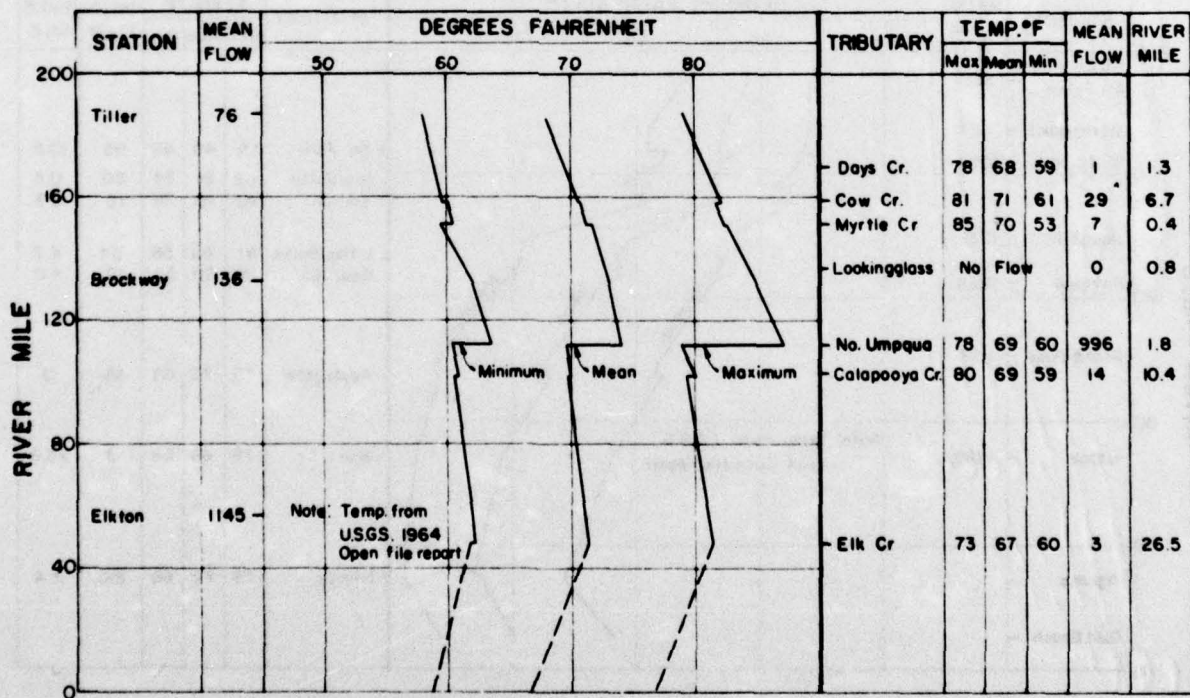 STATION MEAN FLOW DEGREES FAHRENHEIT TRIBUTARY TEMP.°F MEAN FLOW RIVER MILE
Max Mean Min
200 50 60 70 80
Tiller 76
Days Cr. 78 68 59 1 1.3
160 Cow Cr. 81 71 61 29 6.7
Myrtle Cr 85 70 53 7 0.4
Lookingglass No Flow 0 0.8
Brockway 136
RIVER MILE
120
No. Umpqua 78 69 60 996 1.8
Minimum Mean Maximum
Calapooya Cr. 80 69 59 14 10.4
80
Elkton 1145 Note: Temp. from
U.S.G.S. 1964
Open file report
Elk Cr 73 67 60 3 26.5
40
0